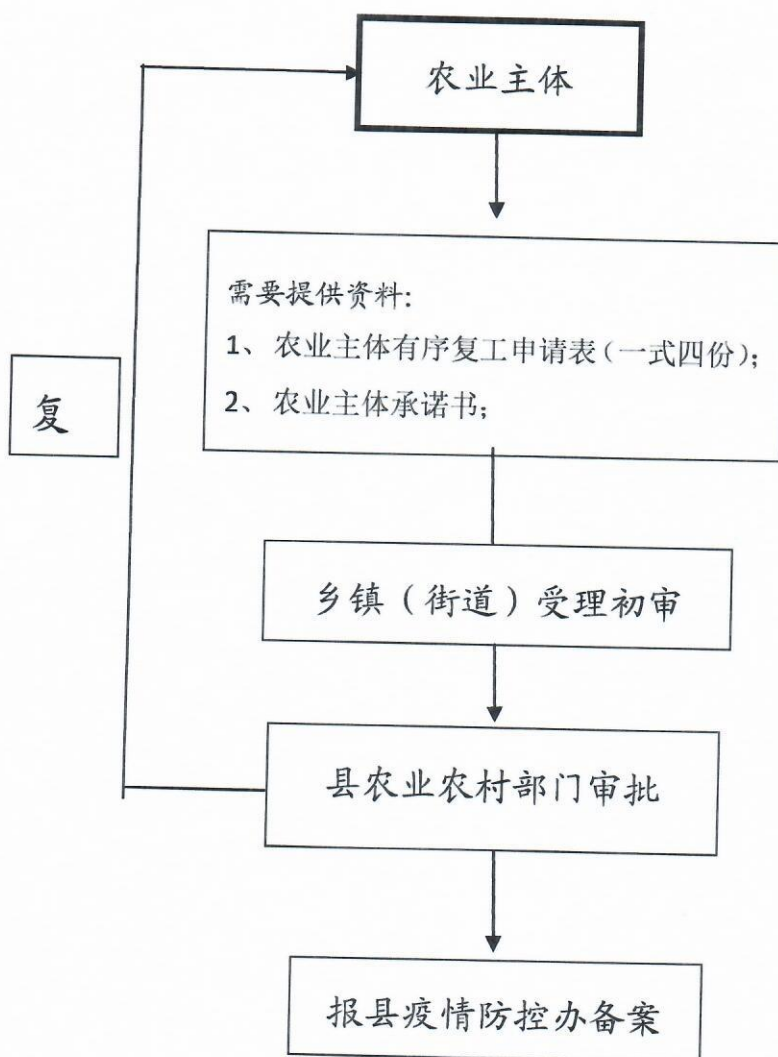 农业主体
需要提供资料:
1、农业主体有序复工申请表(一式四份);
2、农业主体承诺书;
复
乡镇(街道)受理初审
县农业农村部门审批
报县疫情防控办备案